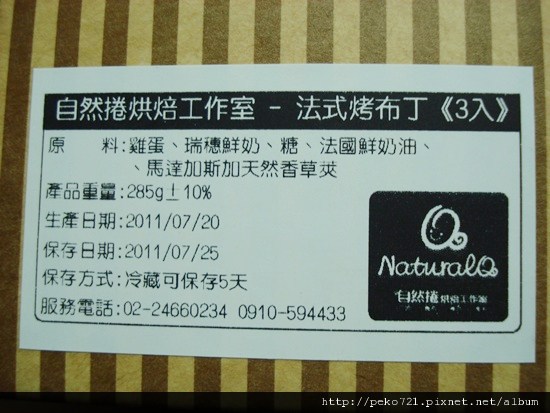 自然捲烘焙工作室 - 法式烤布丁《3入》
原 料:雞蛋、瑞穗鮮奶、糖、法國鮮奶油、
、馬達加斯加天然香草莢
產品重量:285g±10%
生產日期:2011/07/20
保存日期:2011/07/25
保存方式:冷藏可保存5天
服務電話:02-24660234 0910-594433
NaturalQ
自然捲 烘焙工作室
http://peko721.pixnet.net/album